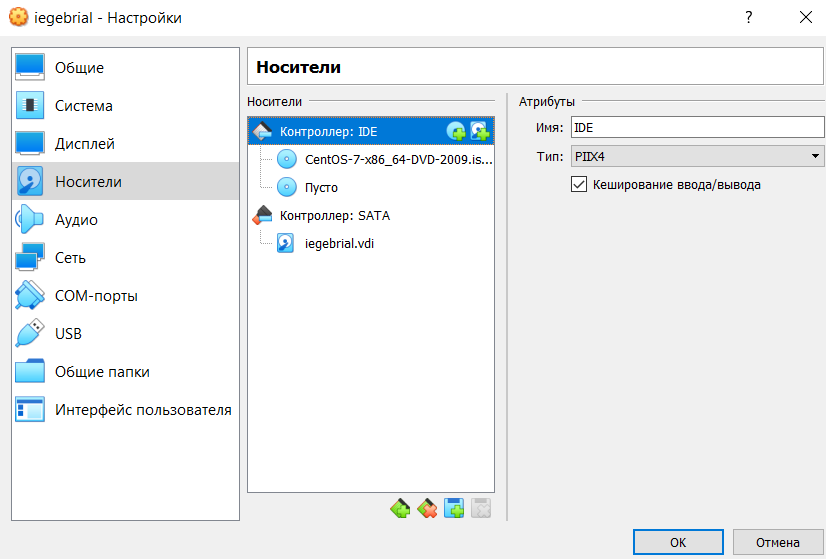 iegebrial - Настройки
?
Общие
Система
Дисплей
Носители
Аудио
Сеть
COM-порты
USB
Общие папки
Интерфейс пользователя
Носители
Носители
Контроллер: IDE
CentOS-7-x86_64-DVD-2009.is...
Пусто
Контроллер: SATA
iegebrial.vdi
Атрибуты
Имя: IDE
Тип: PIIX4
Кеширование ввода/вывода
OK
Отмена